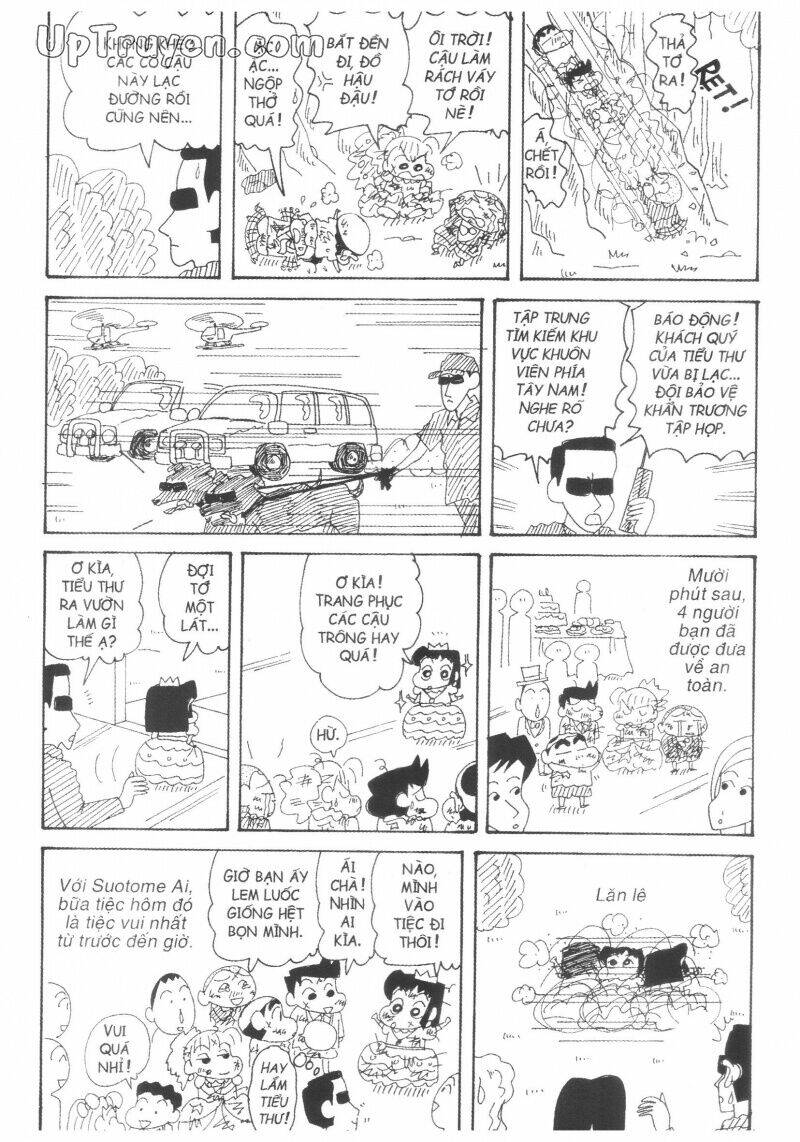 UpTruyen.com
THẢ
TỚ
RA!
RẸT!
Á,
CHẾT
RỒI!
ÔI TRỜI!
CẬU LÀM
RÁCH VÁY
TỚ RỒI
NÈ!
BẮT ĐỀN
ĐI, ĐỒ
HẬU
ĐẬU!
ẶC...
NGỘP
THỞ
QUÁ!
KHÔNG KHÉO
CÁC CÔ CẬU
NÀY LẠC
ĐƯỜNG RỒI
CŨNG NÊN...
BÁO ĐỘNG!
KHÁCH QUÝ
CỦA TIỂU THƯ
VỪA BỊ LẠC...
ĐỘI BẢO VỆ
KHẨN TRƯƠNG
TẬP HỌP.
TẬP TRUNG
TÌM KIẾM KHU
VỰC KHUÔN
VIÊN PHÍA
TÂY NAM!
NGHE RÕ
CHƯA?
Mười
phút sau,
4 người
bạn đã
được đưa
về an
toàn.
Ơ KÌA!
TRANG PHỤC
CÁC CẬU
TRÔNG HAY
QUÁ!
HỪ.
ĐỢI
TỚ
MỘT
LÁT...
Ơ KÌA,
TIỂU THƯ
RA VƯỜN
LÀM GÌ
THẾ Ạ?
Lăn lê
NÀO,
MÌNH
VÀO
TIỆC ĐI
THÔI!
ÁI
CHÀ!
NHÌN
AI
KÌA.
GIỜ BẠN ẤY
LEM LUỐC
GIỐNG HỆT
BỌN MÌNH.
HAY
LẮM
TIỂU
THƯ!
VUI
QUÁ
NHỈ!
Với Suotome Ai,
bữa tiệc hôm đó
là tiệc vui nhất
từ trước đến giờ.